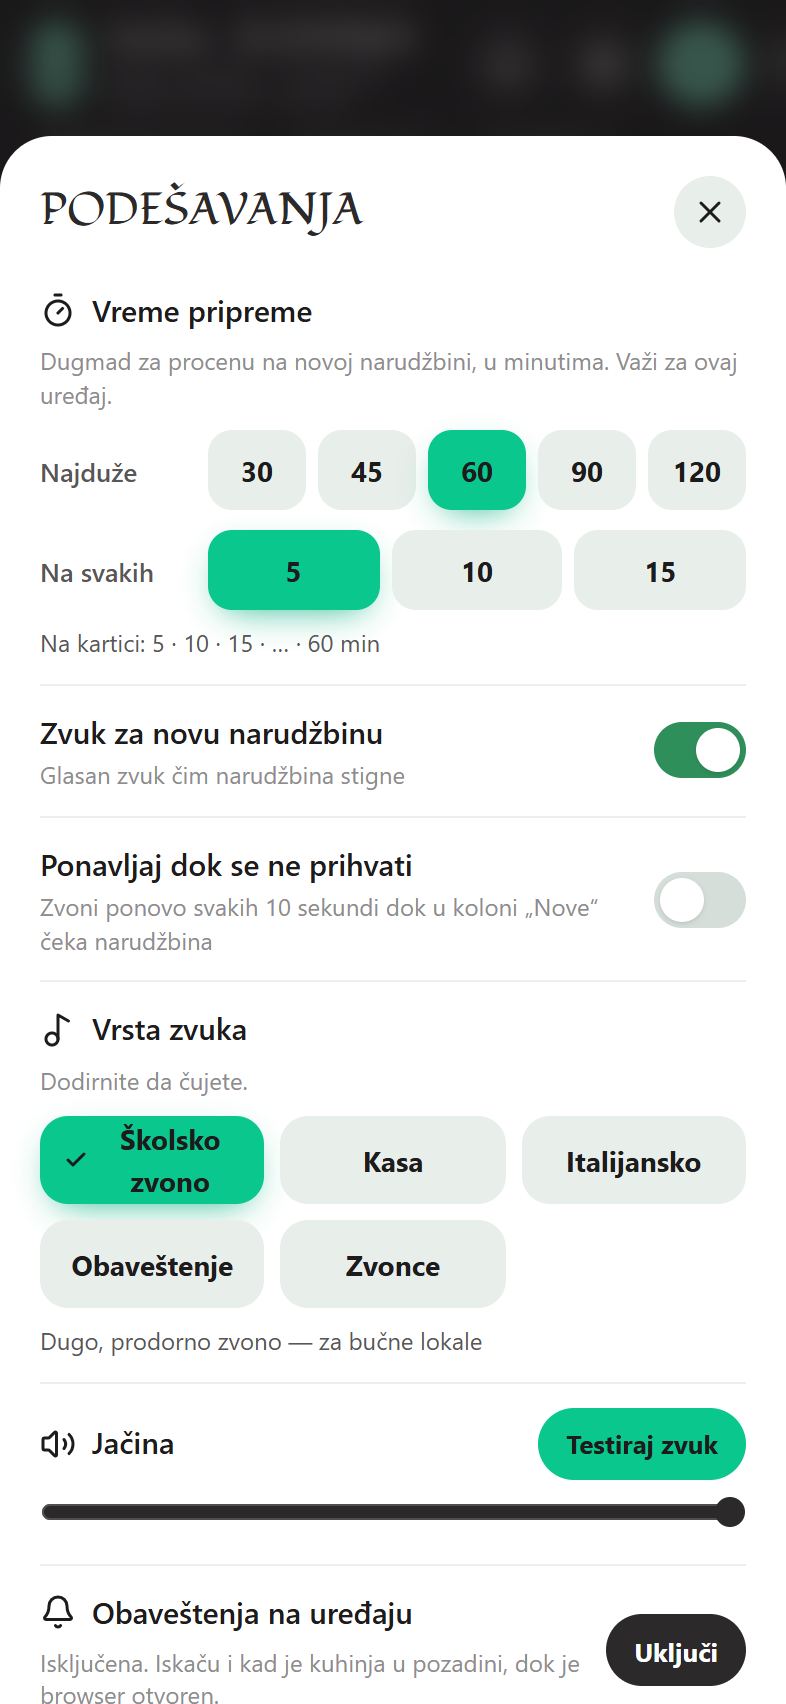 PODEŠAVANJA
Vreme pripreme
Dugmad za procenu na novoj narudžbini, u minutima. Važi za ovaj
uređaj.
Najduže 30 45 60 90 120
Na svakih 5 10 15
Na kartici: 5 · 10 · 15 · … · 60 min
Zvuk za novu narudžbinu
Glasan zvuk čim narudžbina stigne
Ponavljaj dok se ne prihvati
Zvoni ponovo svakih 10 sekundi dok u koloni „Nove“
čeka narudžbina
Vrsta zvuka
Dodirnite da čujete.
Školsko
zvono
Kasa
Italijansko
Obaveštenje
Zvonce
Dugo, prodorno zvono — za bučne lokale
Jačina
Testiraj zvuk
Obaveštenja na uređaju
Uključi
Isključena. Iskaču i kad je kuhinja u pozadini, dok je
browser otvoren.